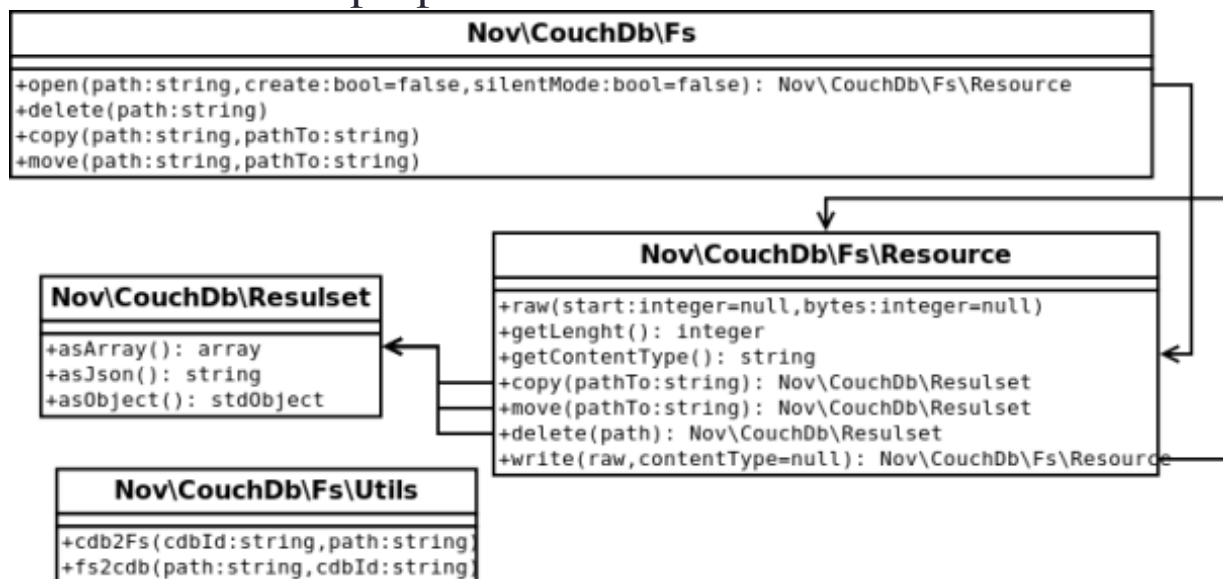 Nov\CouchDb\Fs
+open(path:string,create:bool=false,silentMode:bool=false): Nov\CouchDb\Fs\Resource
+delete(path:string)
+copy(path:string,pathTo:string)
+move(path:string,pathTo:string)
Nov\CouchDb\Fs\Resource
+raw(start:integer=null,bytes:integer=null)
+getLenght(): integer
+getContentType(): string
+copy(pathTo:string): Nov\CouchDb\Resulset
+move(pathTo:string): Nov\CouchDb\Resulset
+delete(path): Nov\CouchDb\Resulset
+write(raw,contentType=null): Nov\CouchDb\Fs\Resource
Nov\CouchDb\Resulset
+asArray(): array
+asJson(): string
+asObject(): stdObject
Nov\CouchDb\Fs\Utils
+cdb2Fs(cdbId:string,path:string)
+fs2cdb(path:string,cdbId:string)